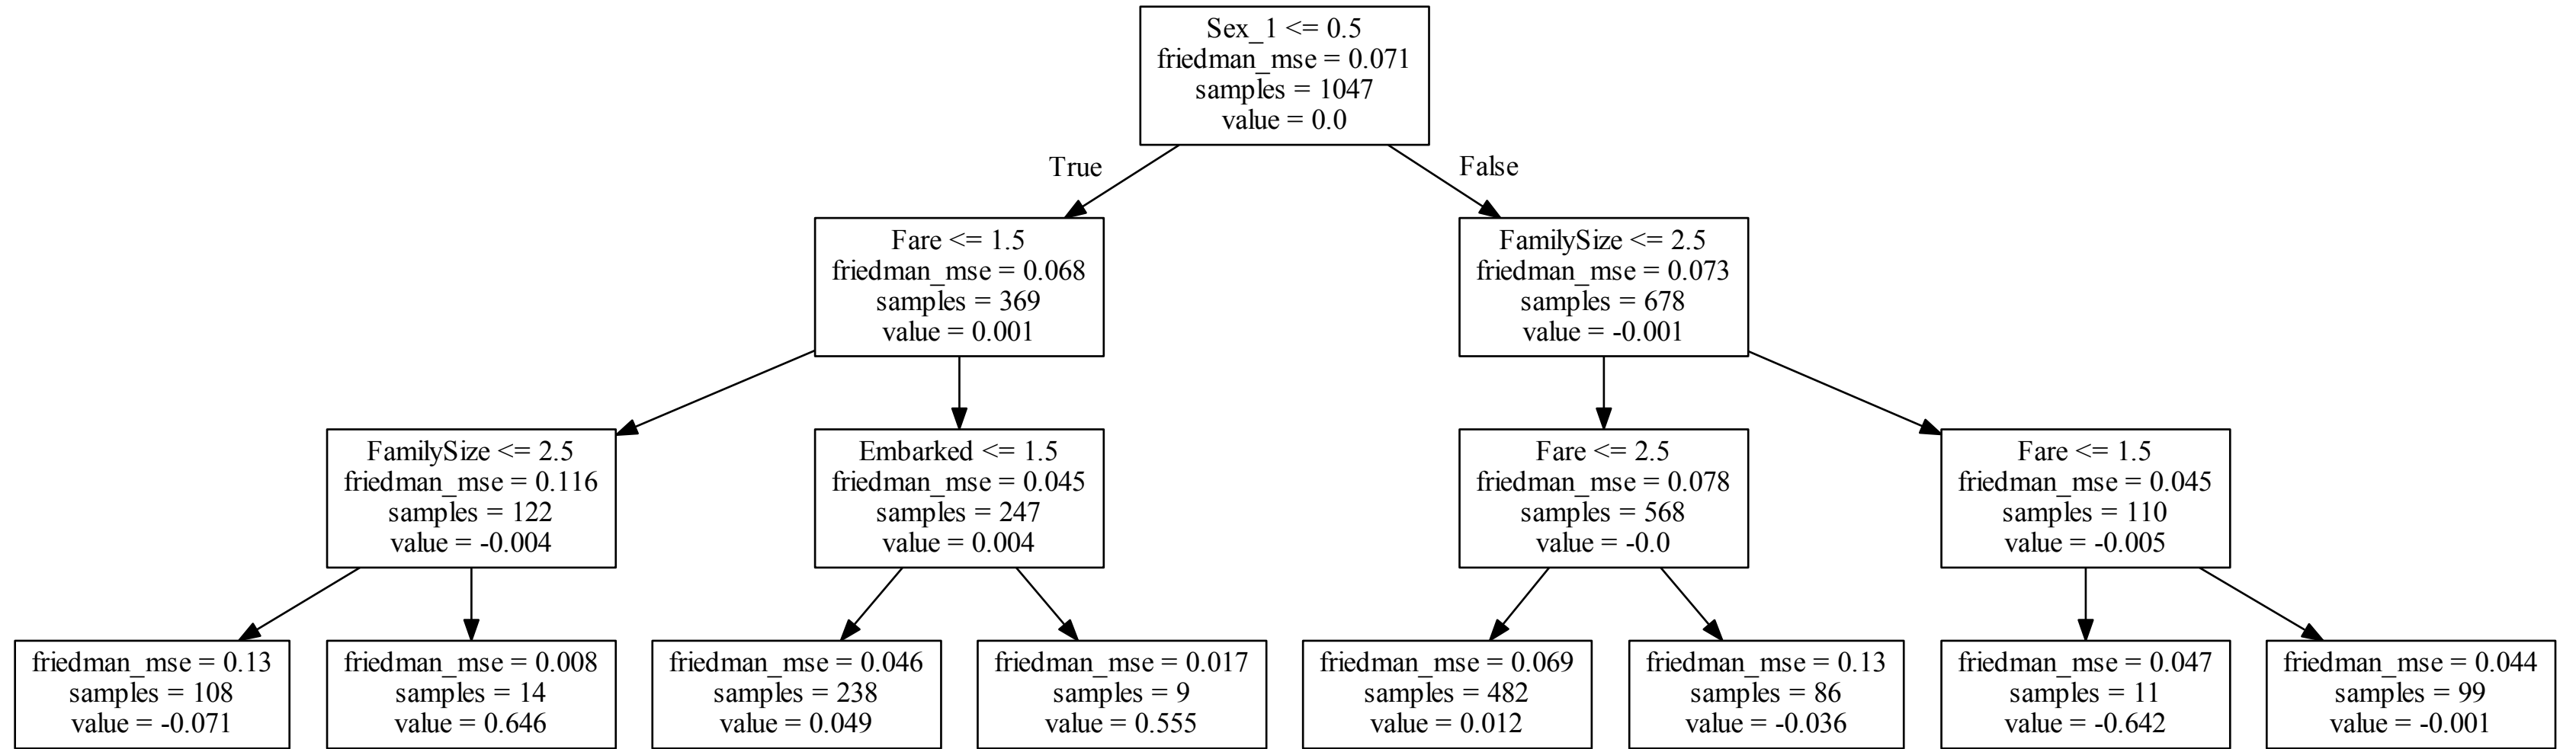 Sex_1 <= 0.5
friedman_mse = 0.071
samples = 1047
value = 0.0
True
False
Fare <= 1.5
friedman_mse = 0.068
samples = 369
value = 0.001
FamilySize <= 2.5
friedman_mse = 0.073
samples = 678
value = -0.001
FamilySize <= 2.5
friedman_mse = 0.116
samples = 122
value = -0.004
Embarked <= 1.5
friedman_mse = 0.045
samples = 247
value = 0.004
Fare <= 2.5
friedman_mse = 0.078
samples = 568
value = -0.0
Fare <= 1.5
friedman_mse = 0.045
samples = 110
value = -0.005
friedman_mse = 0.13
samples = 108
value = -0.071
friedman_mse = 0.008
samples = 14
value = 0.646
friedman_mse = 0.046
samples = 238
value = 0.049
friedman_mse = 0.017
samples = 9
value = 0.555
friedman_mse = 0.069
samples = 482
value = 0.012
friedman_mse = 0.13
samples = 86
value = -0.036
friedman_mse = 0.047
samples = 11
value = -0.642
friedman_mse = 0.044
samples = 99
value = -0.001